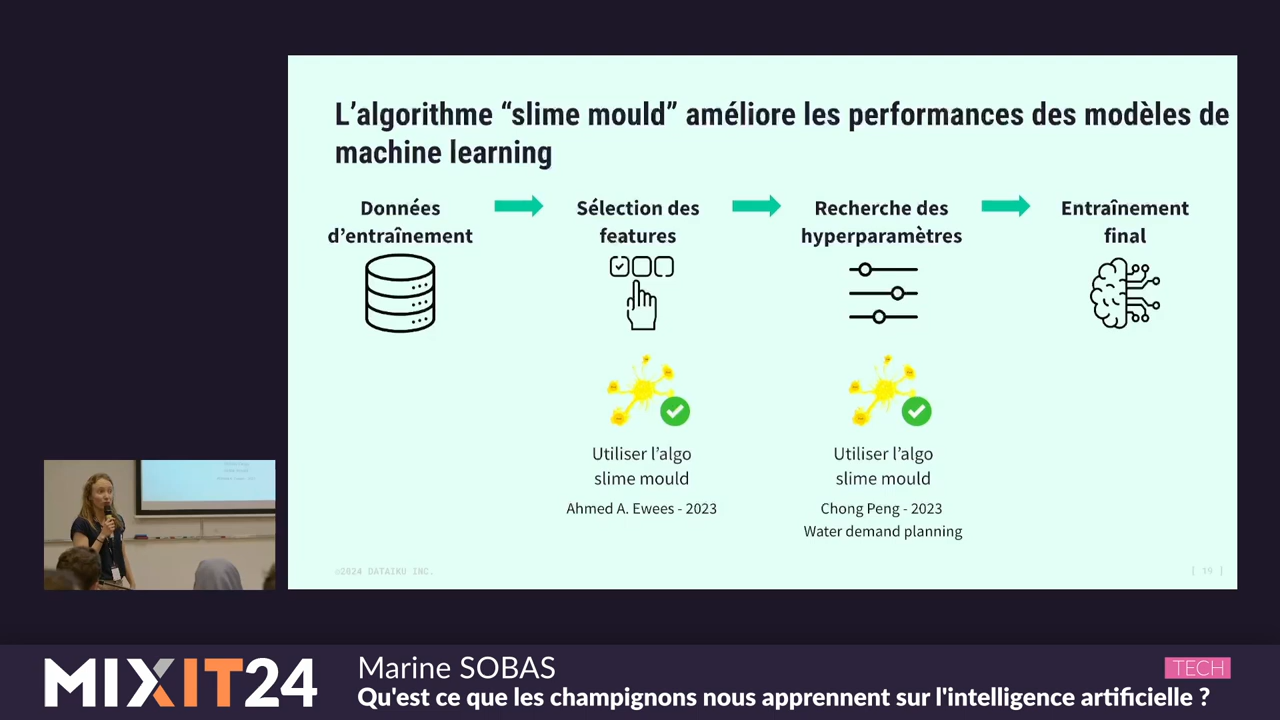 L’algorithme “slime mould” améliore les performances des modèles de
machine learning
Données
d’entraînement
Sélection des
features
Recherche des
hyperparamètres
Entraînement
final
Utiliser l’algo
slime mould
Ahmed A. Ewees - 2023
Utiliser l’algo
slime mould
Chong Peng - 2023
Water demand planning
©2024 DATAIKU INC.
[ 19 ]
MIXIT24
Marine SOBAS
TECH
Qu'est ce que les champignons nous apprennent sur l'intelligence artificielle ?